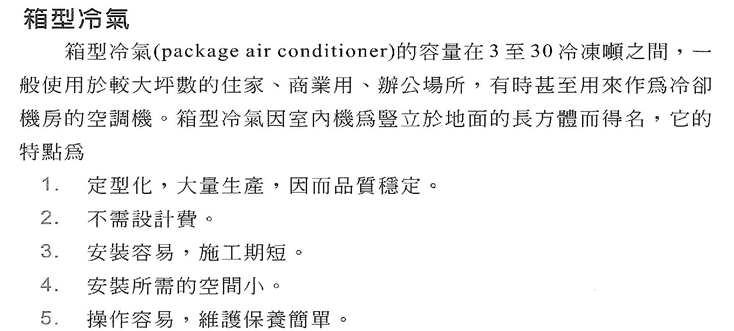 箱型冷氣
箱型冷氣(package air conditioner)的容量在 3 至 30 冷凍噸之間，一
般使用於較大坪數的住家、商業用、辦公場所，有時甚至用來作為冷卻
機房的空調機。箱型冷氣因室內機為豎立於地面的長方體而得名，它的
特點為
1. 定型化，大量生產，因而品質穩定。
2. 不需設計費。
3. 安裝容易，施工期短。
4. 安裝所需的空間小。
5. 操作容易，維護保養簡單。